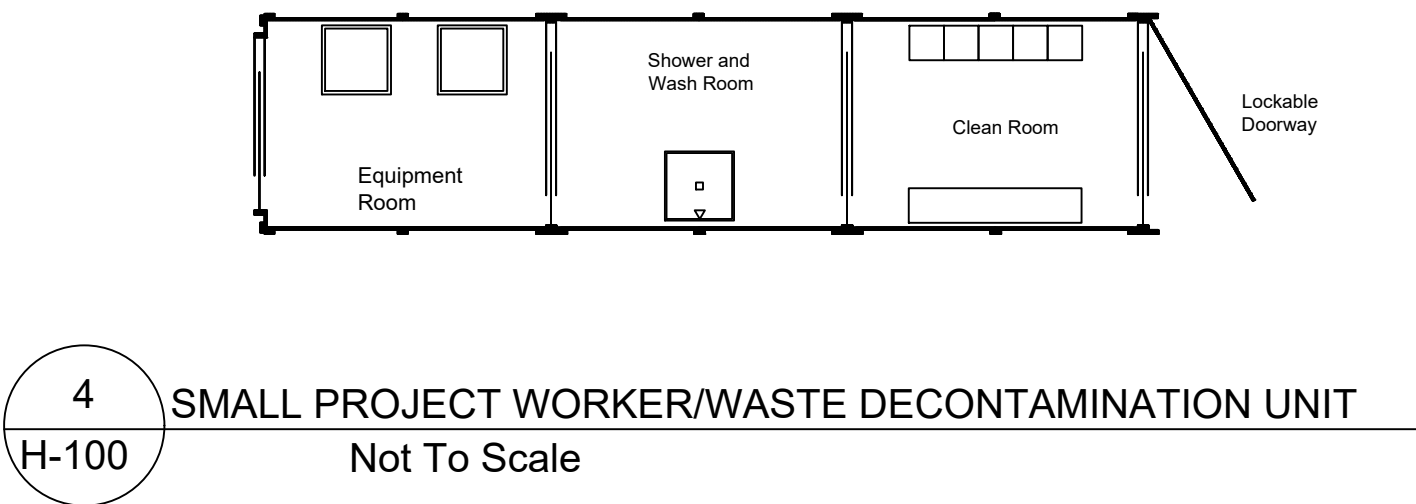 Shower and
Wash Room
Lockable
Doorway
Clean Room
Equipment
Room
4
SMALL PROJECT WORKER/WASTE DECONTAMINATION UNIT
H-100
Not To Scale